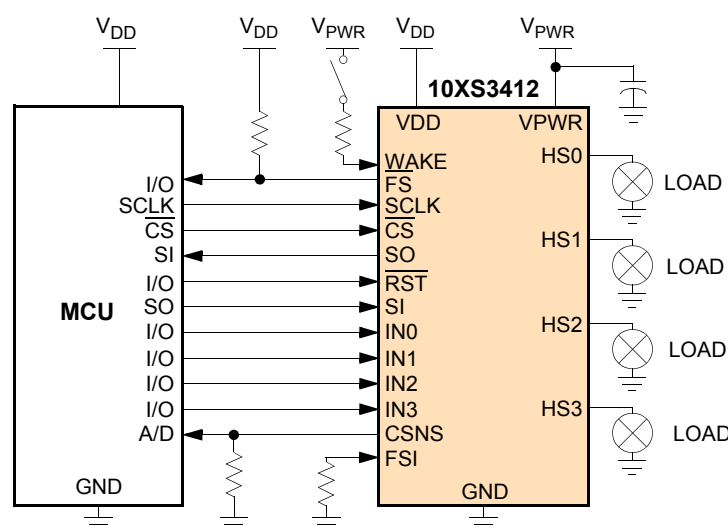 VDD VDD VPWR VDD VPWR
10XS3412
VDD VPWR
WAKE HS0
I/O FS LOAD
SCLK SCLK
CS CS HS1
SI SO LOAD
I/O RST
MCU SO SI
I/O IN0 HS2
I/O IN1 LOAD
I/O IN2
I/O IN3 HS3
A/D CSNS LOAD
FSI
GND GND